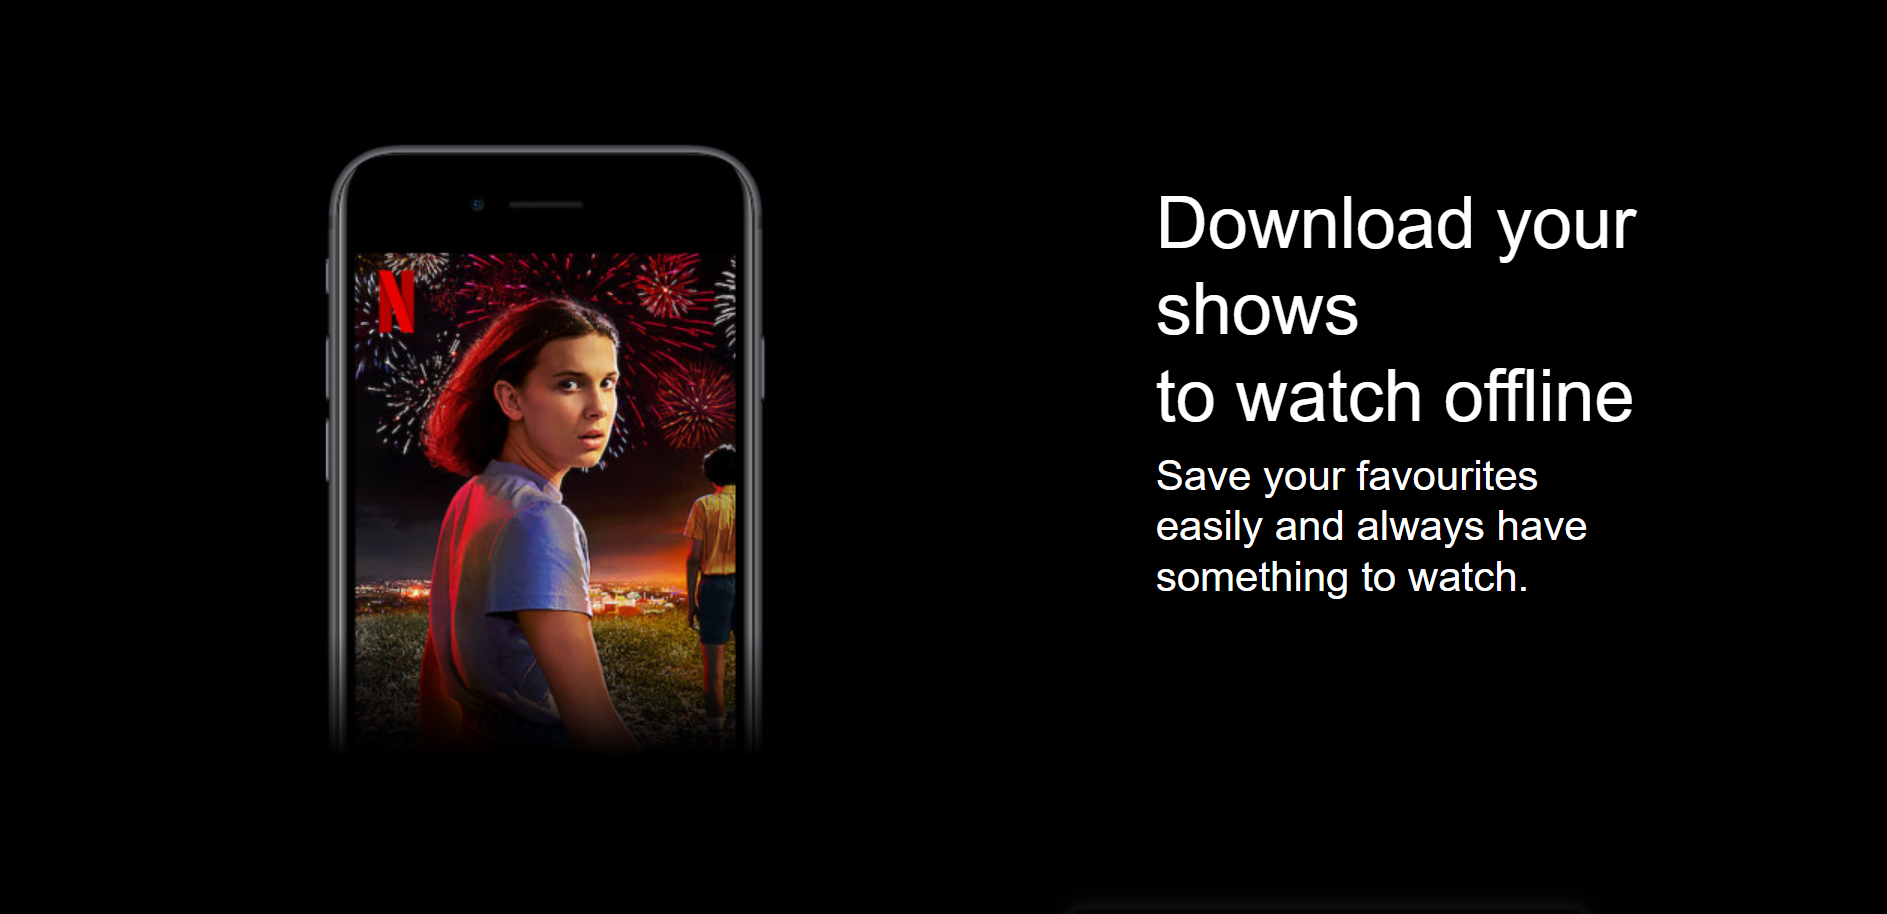 N
Download your
shows
to watch offline
Save your favourites
easily and always have
something to watch.